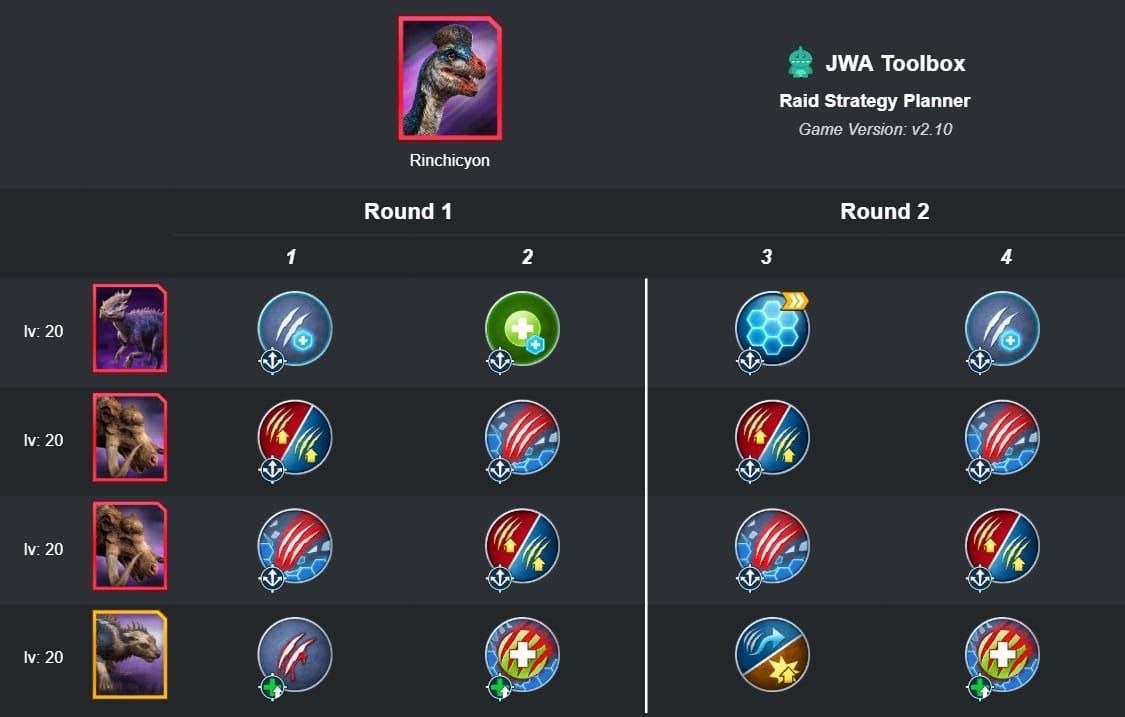 JWA Toolbox
Raid Strategy Planner
Game Version: v2.10
Rinchicyon
Round 1
Round 2
1
2
3
4
lv: 20
lv: 20
lv: 20
lv: 20